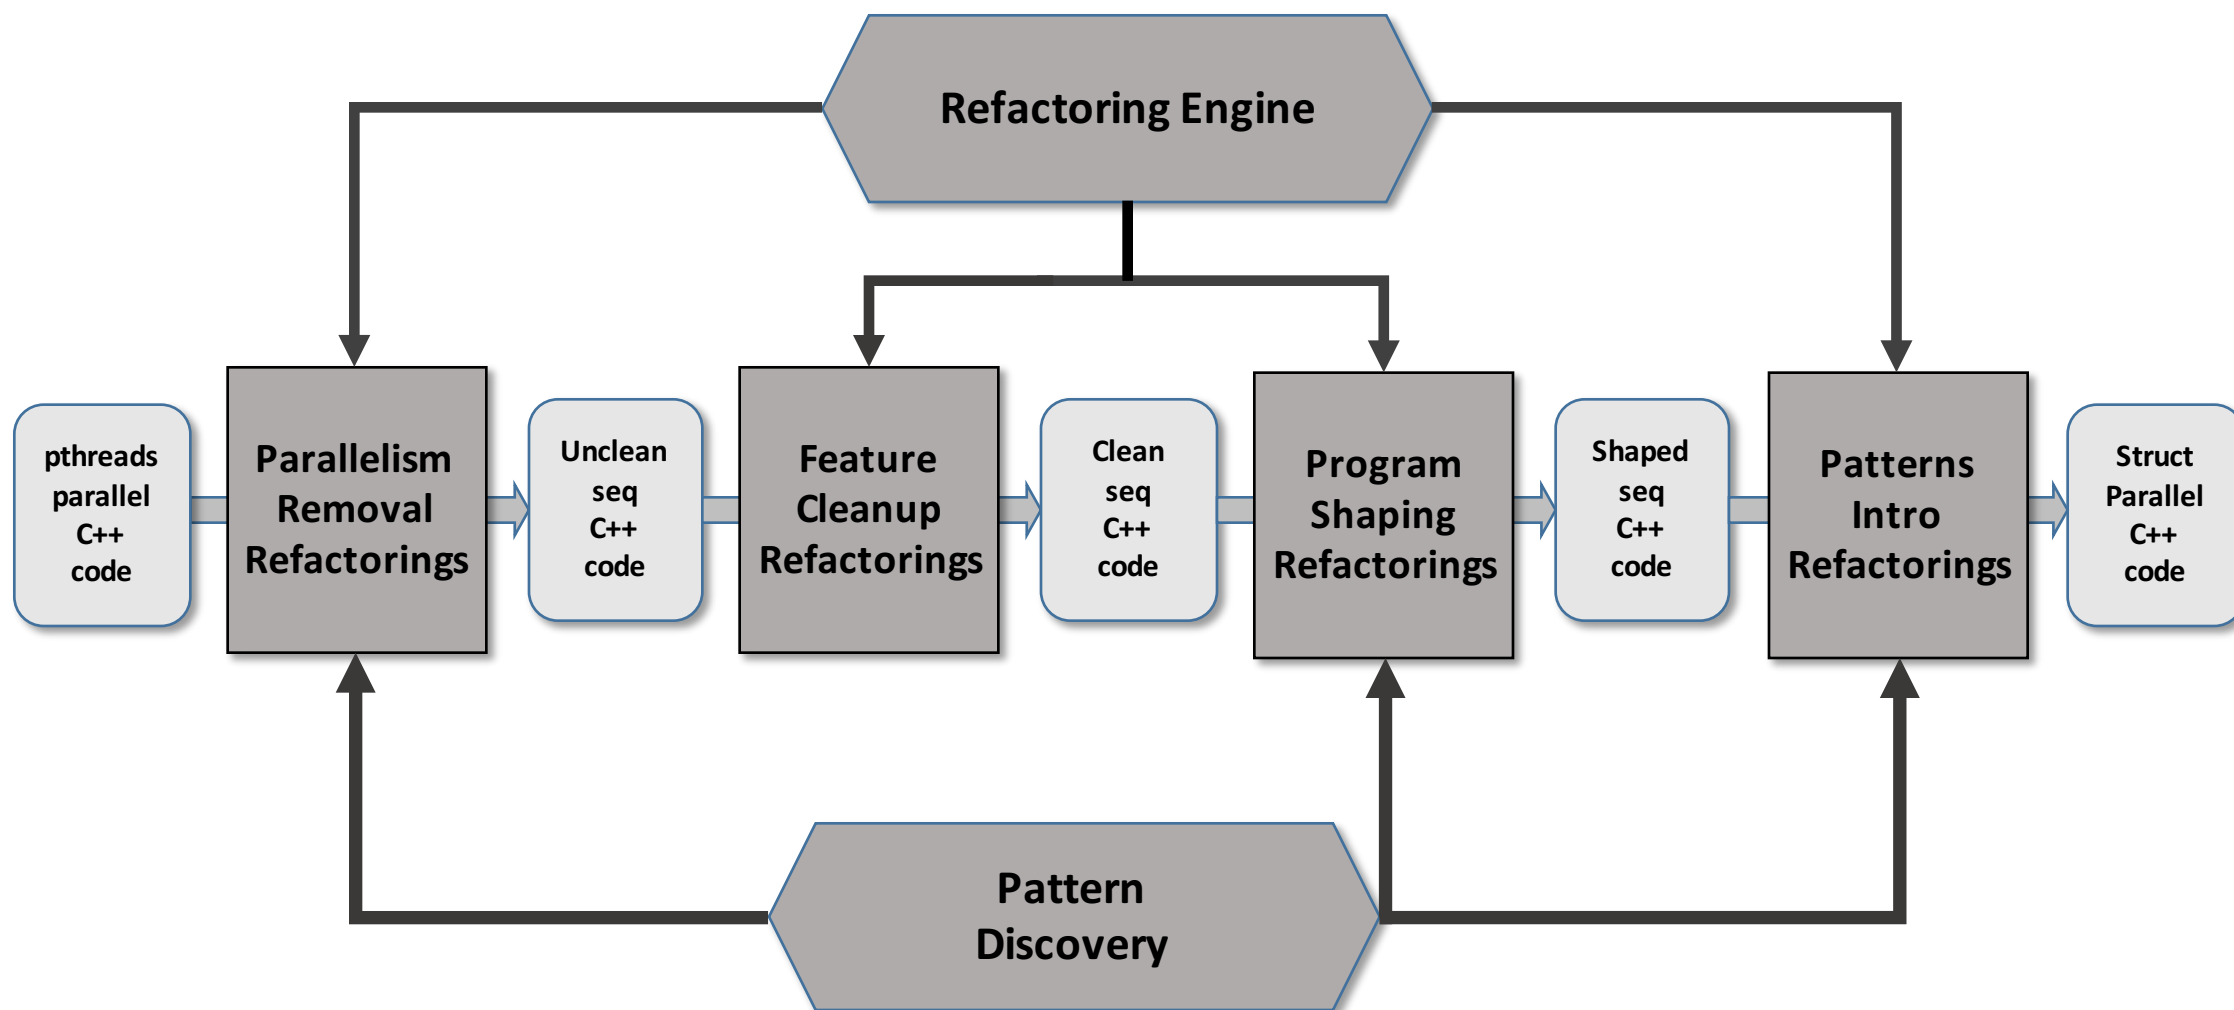 Refactoring Engine
pthreads
parallel
C++
code
Parallelism
Removal
Refactorings
Unclean
seq
C++
code
Feature
Cleanup
Refactorings
Clean
seq
C++
code
Program
Shaping
Refactorings
Shaped
seq
C++
code
Patterns
Intro
Refactorings
Struct
Parallel
C++
code
Pattern
Discovery